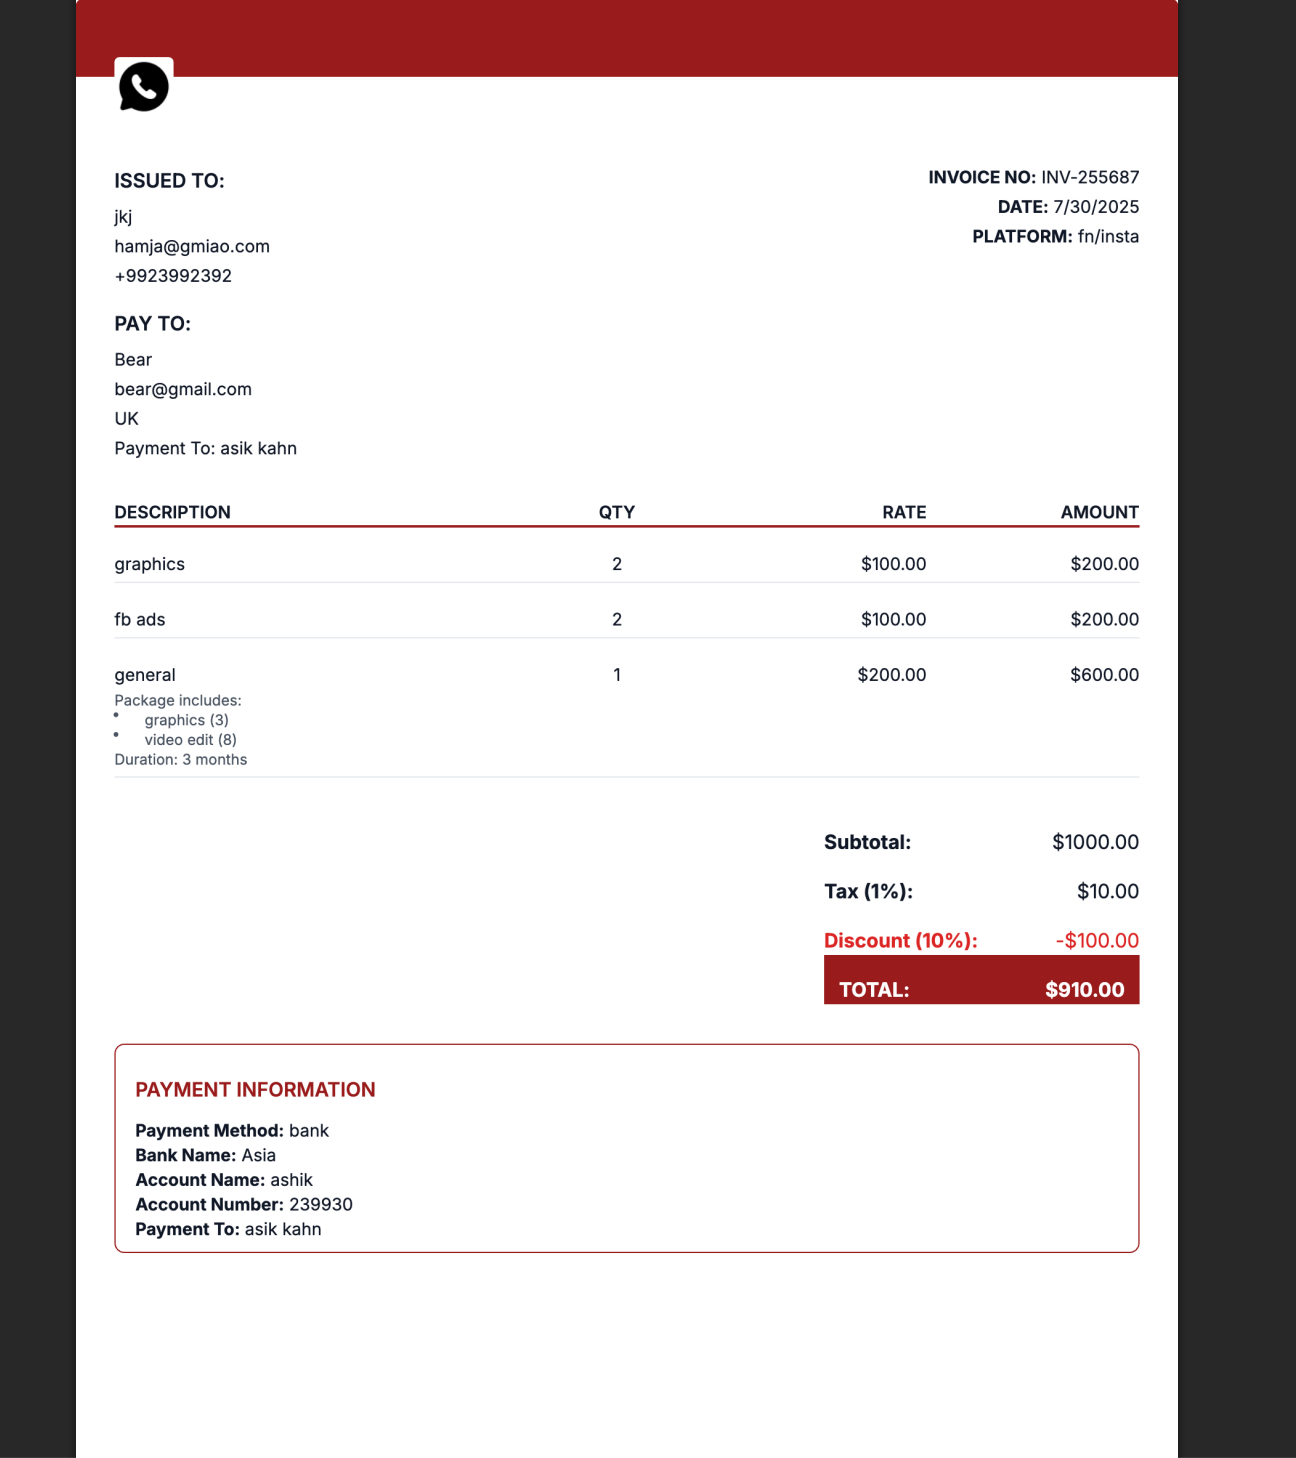 ISSUED TO:
jkj
hamja@gmiao.com
+9923992392
INVOICE NO: INV-255687
DATE: 7/30/2025
PLATFORM: fn/insta
PAY TO:
Bear
bear@gmail.com
UK
Payment To: asik kahn
DESCRIPTION QTY RATE AMOUNT
graphics 2 $100.00 $200.00
fb ads 2 $100.00 $200.00
general 1 $200.00 $600.00
Package includes:
• graphics (3)
• video edit (8)
Duration: 3 months
Subtotal: $1000.00
Tax (1%): $10.00
Discount (10%): -$100.00
TOTAL: $910.00
PAYMENT INFORMATION
Payment Method: bank
Bank Name: Asia
Account Name: ashik
Account Number: 239930
Payment To: asik kahn